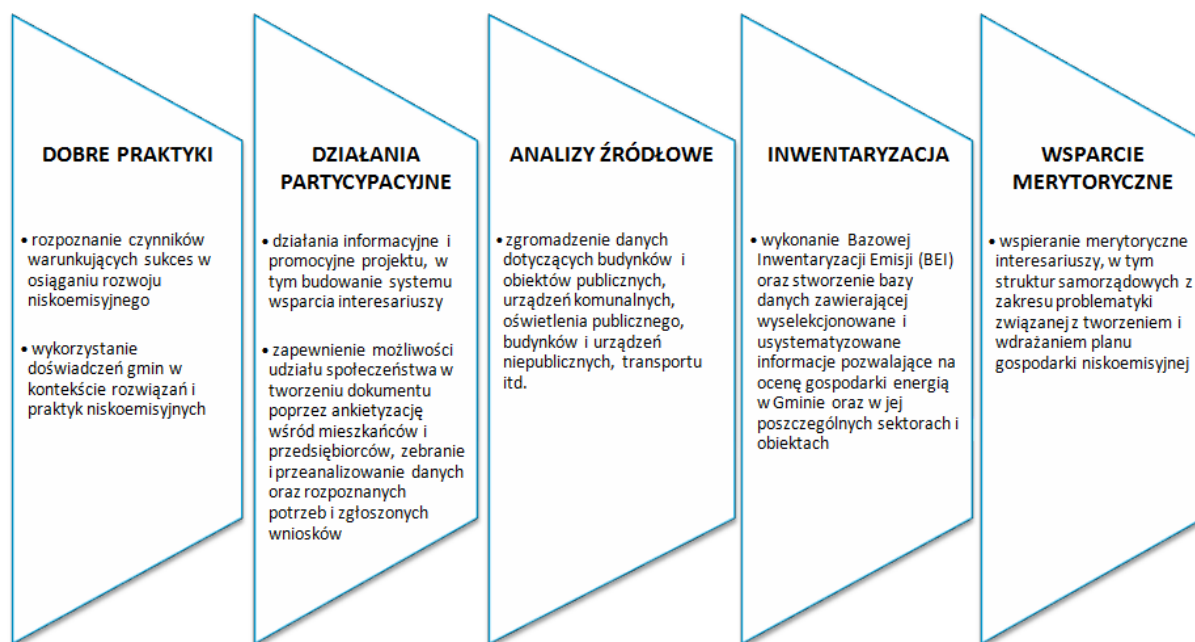 DOBRE PRAKTYKI
• rozpoznanie czynników
warunkujących sukces w
osiąganiu rozwoju
niskoemisyjnego
• wykorzystanie
doświadczeń gmin w
kontekście rozwiązań i
praktyk niskoemisyjnych
DZIAŁANIA
PARTYCYPACYJNE
• działania informacyjne i
promocyjne projektu, w
tym budowanie systemu
wsparcia interesariuszy
• zapewnienie możliwości
udziału społeczeństwa w
tworzeniu dokumentu
poprzez ankietyzację
wśród mieszkańców i
przedsiębiorców, zebranie
i przeanalizowanie danych
oraz rozpoznanych
potrzeb i zgłoszonych
wniosków
ANALIZY ŹRÓDŁOWE
• zgromadzenie danych
dotyczących budynków i
obiektów publicznych,
urządzeń komunalnych,
oświetlenia publicznego,
budynków i urządzeń
niepublicznych, transportu
itd.
INWENTARYZACJA
• wykonanie Bazowej
Inwentaryzacji Emisji (BEI)
oraz stworzenie bazy
danych zawierającej
wyselekcjonowane i
usystematyzowane
informacje pozwalające na
ocenę gospodarki energią
w Gminie oraz w jej
poszczególnych sektorach i
obiektach
WSPARCIE
MERYTORYCZNE
• wspieranie merytoryczne
interesariuszy, w tym
struktur samorządowych z
zakresu problematyki
związanej z tworzeniem i
wdrażaniem planu
gospodarki niskoemisyjnej